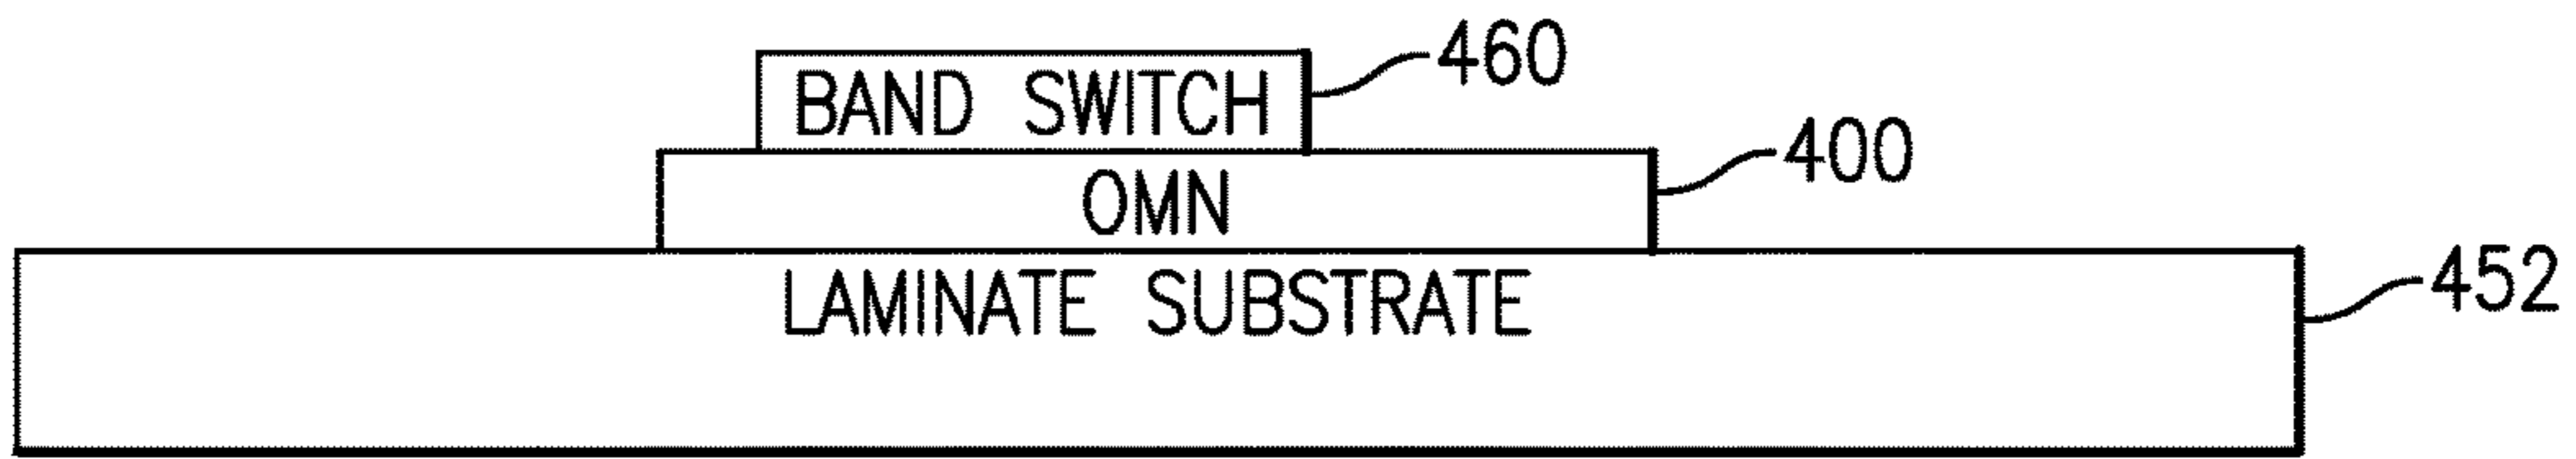 BAND SWITCH
460
OMN
400
LAMINATE SUBSTRATE
452